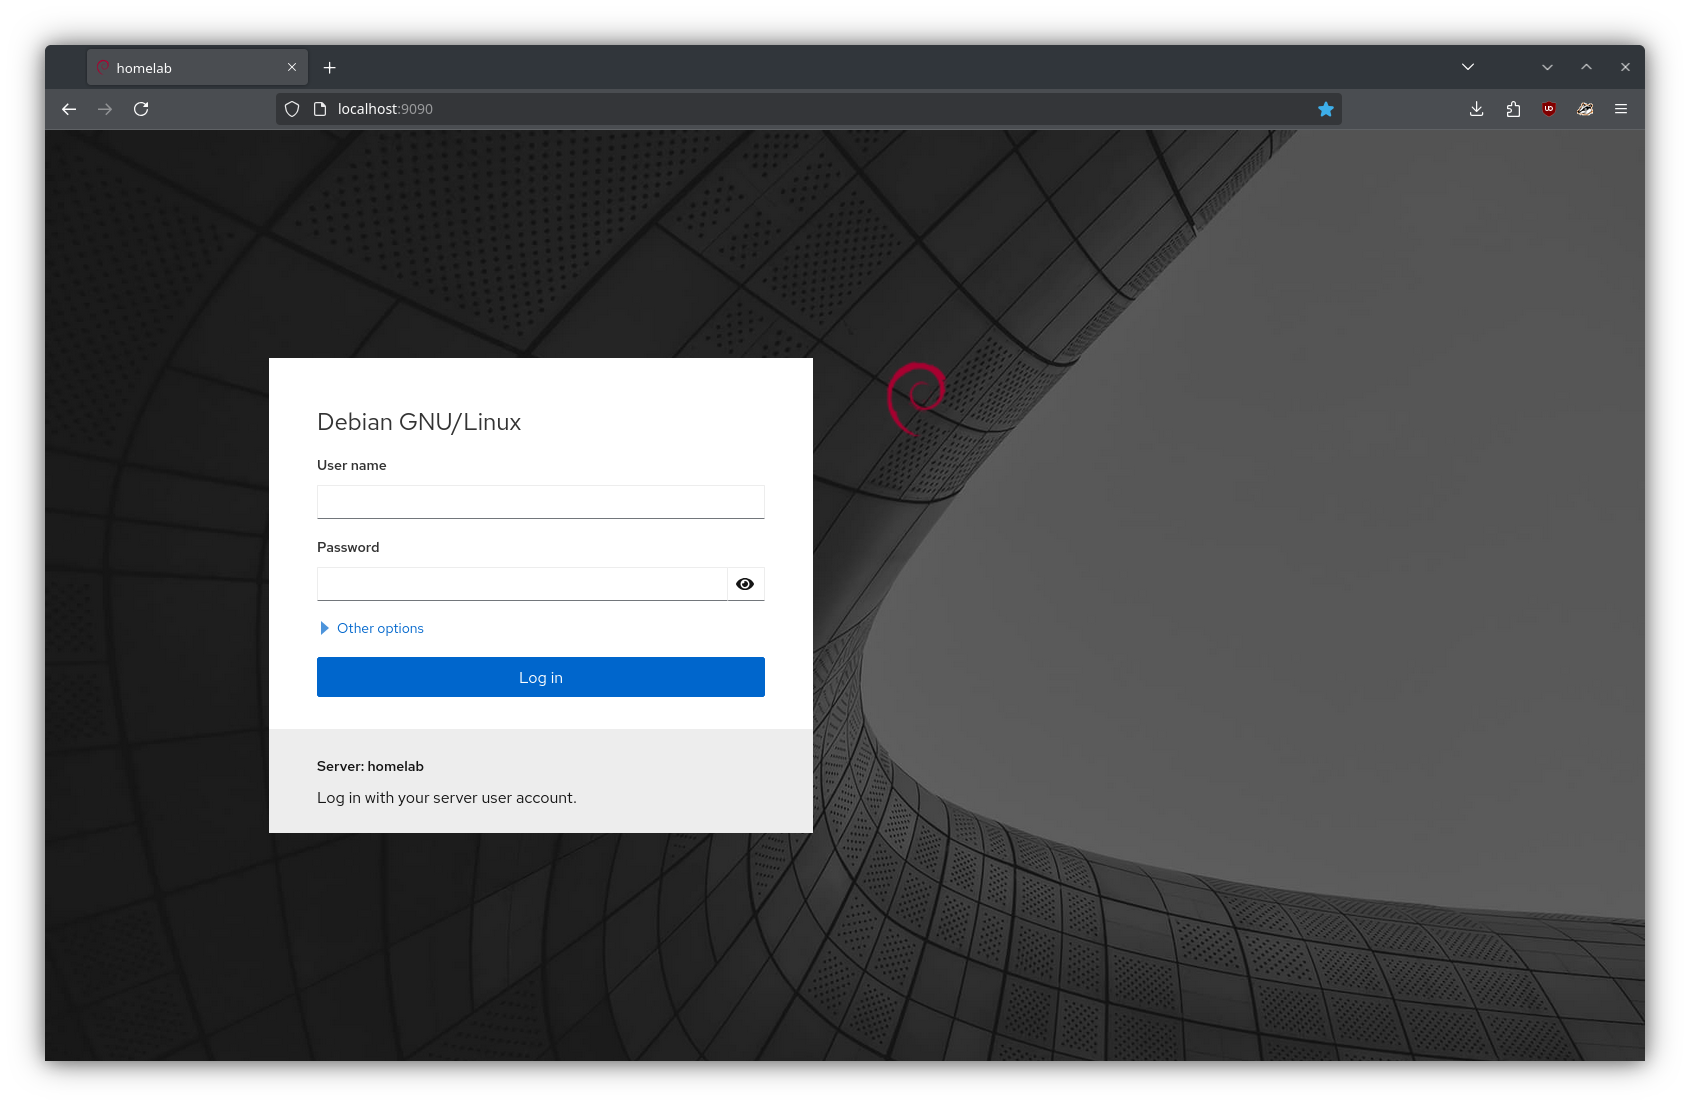 homelab
localhost:9090
Debian GNU/Linux
User name
Password
Other options
Log in
Server: homelab
Log in with your server user account.